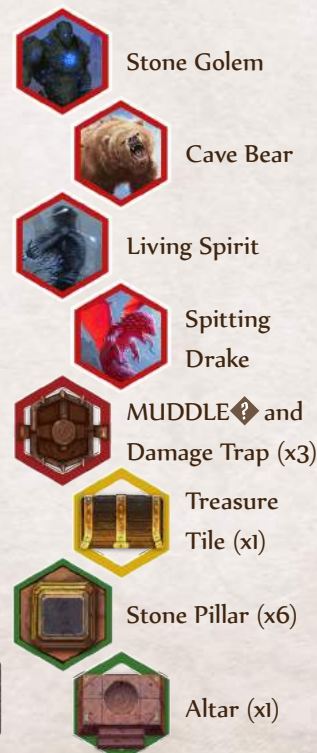 Stone Golem
Cave Bear
Living Spirit
Spitting
Drake
MUDDLE and
Damage Trap (x3)
Treasure
Tile (x1)
Stone Pillar (x6)
Altar (x1)